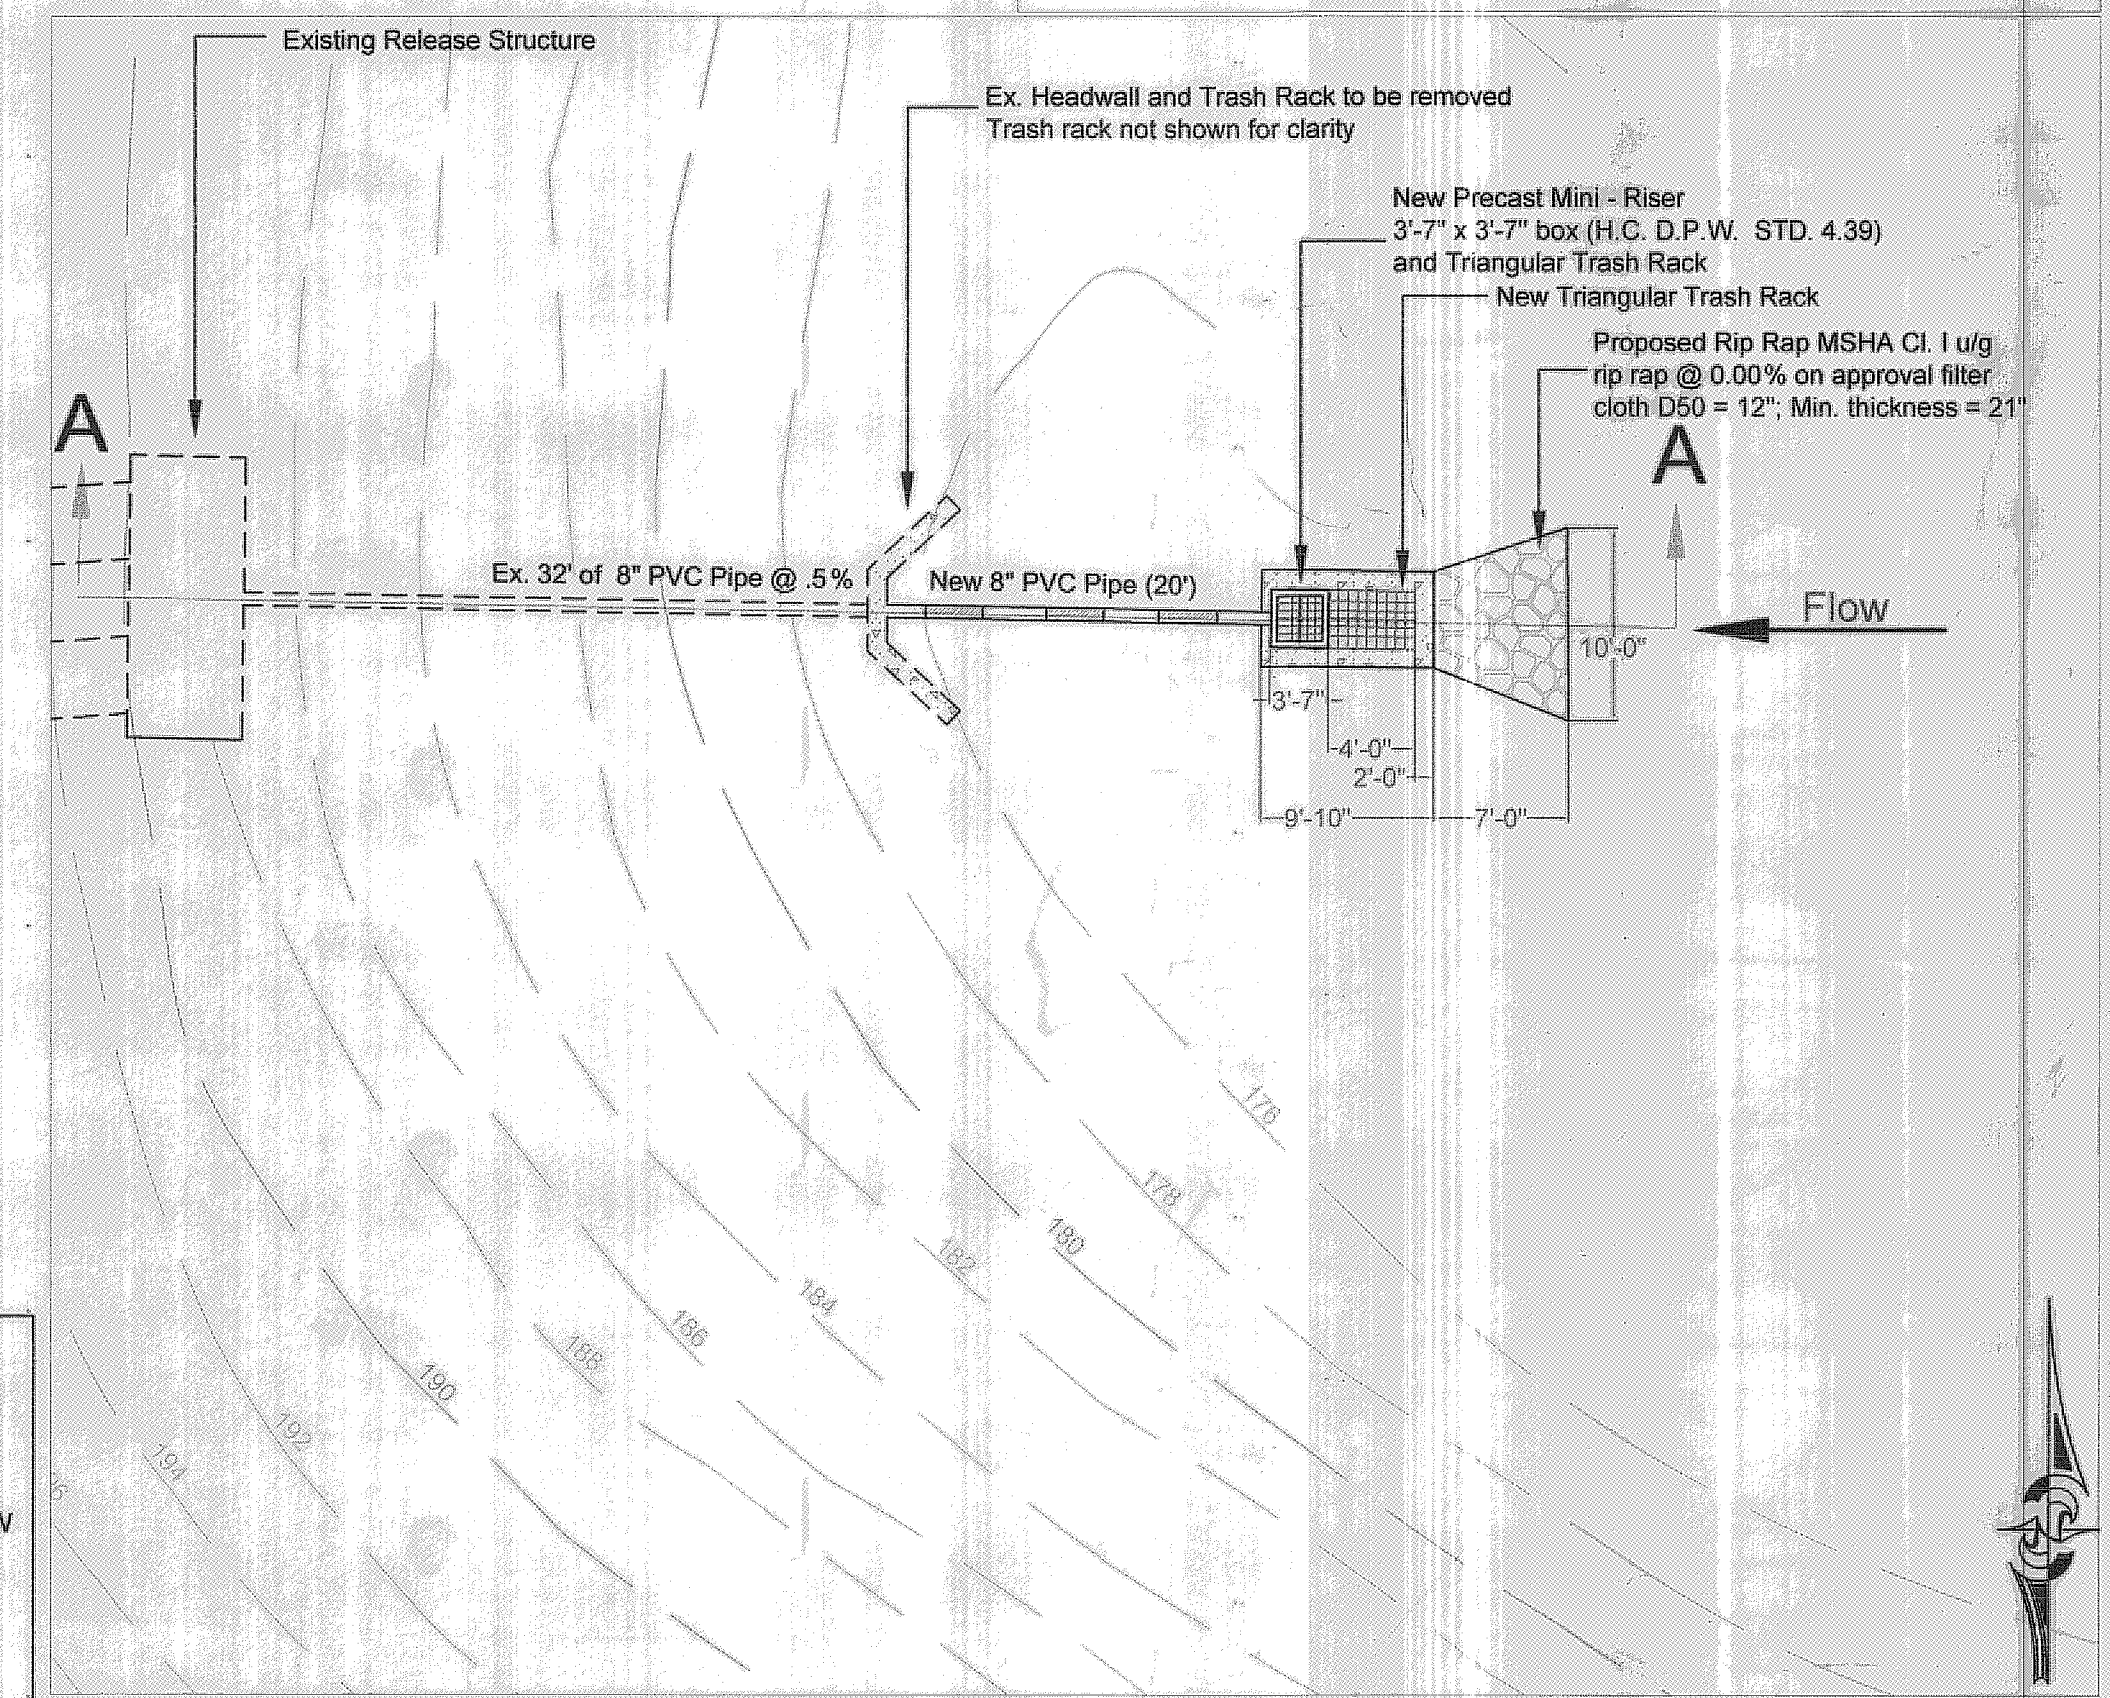 Existing Release Structure
Ex. Headwall and Trash Rack to be removed
Trash rack not shown for clarity
New Precast Mini - Riser
3'-7" x 3'-7" box (H.C. D.P.W. STD. 4.39)
and Triangular Trash Rack
New Triangular Trash Rack
Proposed Rip Rap MSHA Cl. I u/g
rip rap @ 0.00% on approval filter
cloth D50 = 12"; Min. thickness = 21"
A
A
Ex. 32' of 8" PVC Pipe @ .5%
New 8" PVC Pipe (20')
Flow
10'-0"
3'-7"
4'-0"
2'-0"
9'-10"
7'-0"
176
178
180
182
184
186
188
190
192
194
W